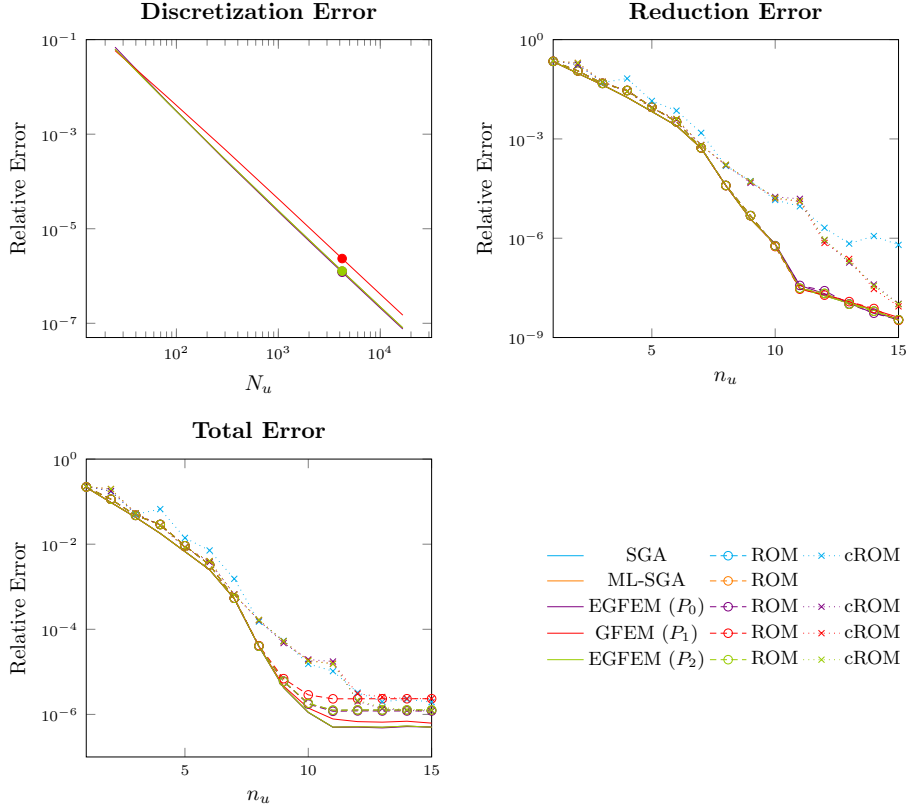 Discretization Error
Reduction Error
10^{-1}
10^{-3}
10^{-5}
10^{-7}
10^2
10^3
10^4
N_u
Relative Error
10^0
10^{-3}
10^{-6}
10^{-9}
5
10
15
n_u
Relative Error
Total Error
10^0
10^{-2}
10^{-4}
10^{-6}
5
10
15
n_u
Relative Error
SGA ROM cROM
ML-SGA ROM
EGFEM (P_0) ROM cROM
GFEM (P_1) ROM cROM
EGFEM (P_2) ROM cROM